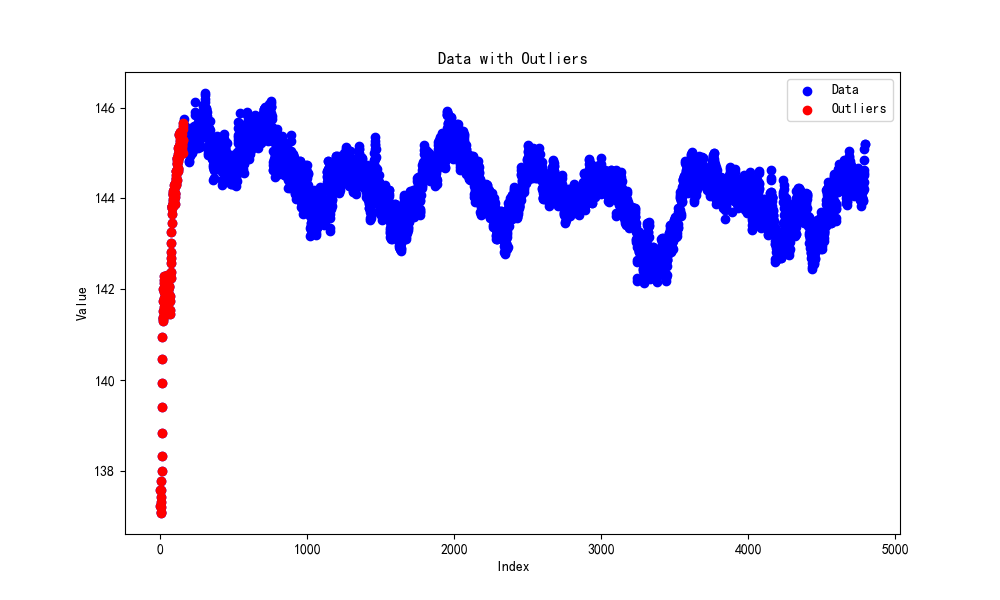 Data with Outliers
Data
Outliers
146
144
142
140
138
Value
0
1000
2000
3000
4000
5000
Index